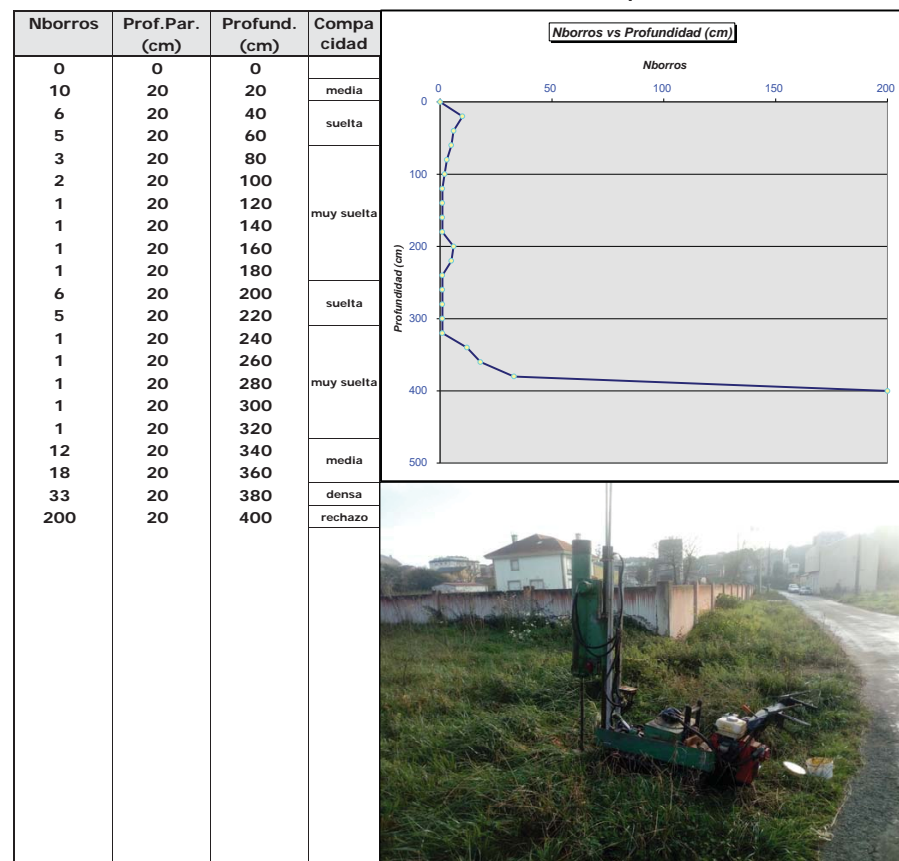 Nborros Prof.Par. (cm) Profund. (cm) Compa cidad
0 0 0
10 20 20 media
6 20 40 suelta
5 20 60
3 20 80 muy suelta
2 20 100
1 20 120
1 20 140
1 20 160
1 20 180
6 20 200 suelta
5 20 220
1 20 240 muy suelta
1 20 260
1 20 280
1 20 300
1 20 320
12 20 340 media
18 20 360
33 20 380 densa
200 20 400 rechazo
Nborros vs Profundidad (cm)
Nborros
0 50 100 150 200
0
100
200
300
400
500
Profundidad (cm)